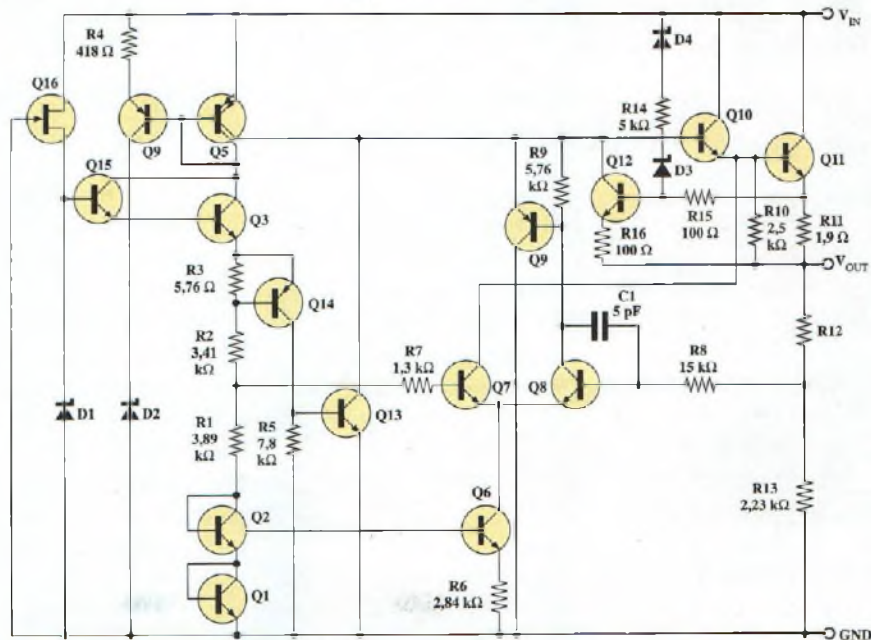 R4
418 Ω
V_IN
D4
Q16
Q9
Q5
R14
5 kΩ
Q10
Q15
R9
5,76
kΩ
Q12
D3
Q11
Q3
Q9
R16
100 Ω
R15
100 Ω
R10
2,5
kΩ
R11
1,9 Ω
V_OUT
R3
5,76 Ω
Q14
C1
5 pF
R12
R2
3,41
kΩ
R7
1,3 kΩ
Q7
Q8
R8
15 kΩ
D1
D2
R1
3,89
kΩ
R5
7,8
kΩ
Q13
Q2
Q6
R13
2,23 kΩ
Q1
R6
2,84 kΩ
GND